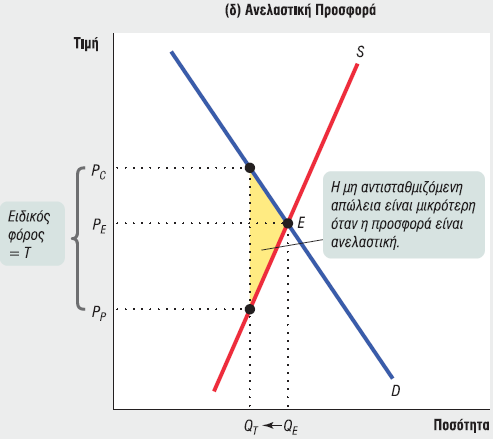 (δ) Ανελαστική Προσφορά
Τιμή
S
P_C
Η μη αντισταθμιζόμενη
απώλεια είναι μικρότερη
όταν η προσφορά είναι
ανελαστική.
Ειδικός
φόρος
= T
P_E
E
P_P
D
Q_T
Q_E
Ποσότητα